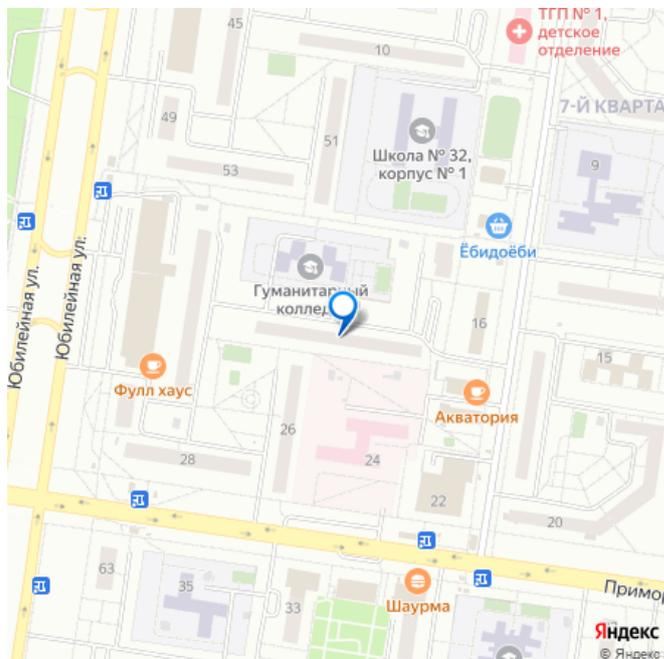 45
ТГП № 1,
детское
отделение
10
7-Й КВАРТА
49
51
Школа № 32,
корпус № 1
53
9
Ёбидоёби
Юбилейная ул.
Юбилейная ул.
Гуманитарный
коллед
16
15
Фулл хаус
Акватория
26
28
24
22
20
63
35
33
Шаурма
Примор
Яндекс
© Яндекс